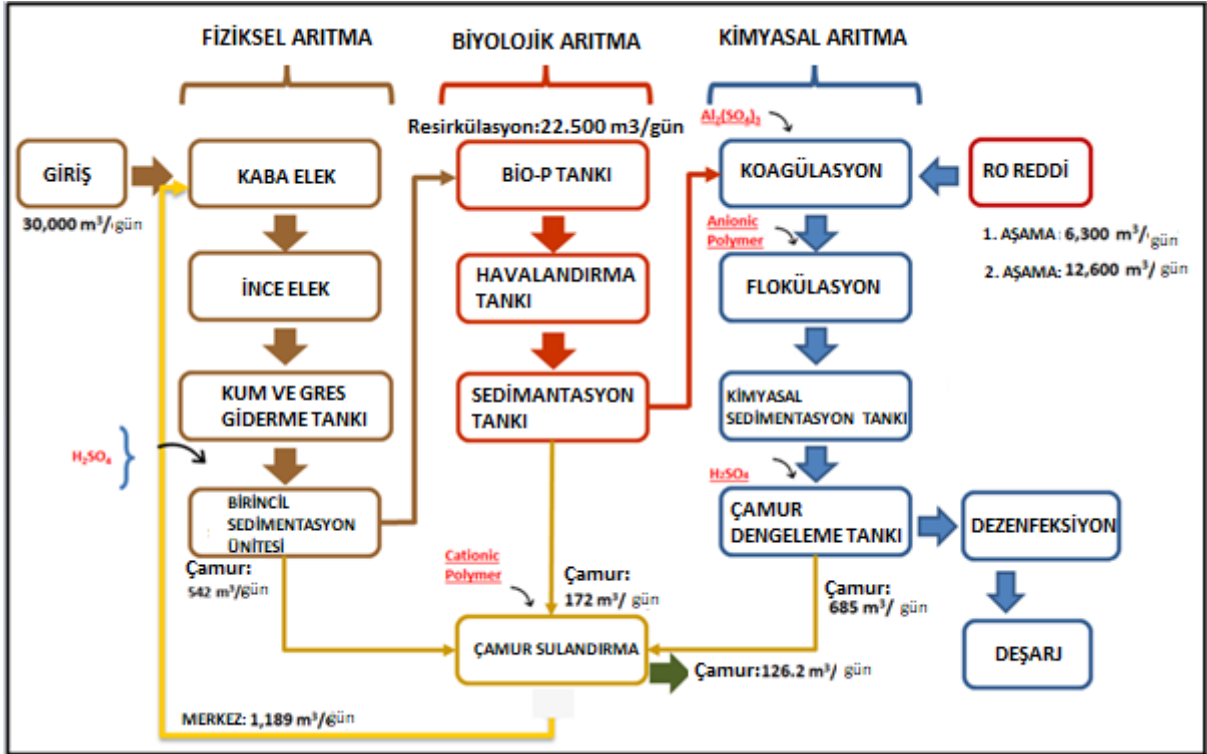 FİZİKSEL ARITMA
BİYOLOJİK ARITMA
KİMYASAL ARITMA
GİRİŞ
30,000 m³/gün
KABA ELEK
İNCE ELEK
KUM VE GRES
GİDERME TANKI
H₂SO₄
BİRİNCİL
SEDİMENTASYON
ÜNİTESİ
Çamur:
542 m³/gün
Resirkülasyon:22.500 m3/gün
BİO-P TANKI
HAVALANDIRMA
TANKI
SEDİMANTASYON
TANKI
Cationic
Polymer
Çamur:
172 m³/ gün
ÇAMUR SULANDIRMA
Çamur:126.2 m³/ gün
MERKEZ: 1,189 m³/gün
Al₂(SO₄)₃
KOAGÜLASYON
RO REDDİ
1. AŞAMA: 6,300 m³/gün
2. AŞAMA: 12,600 m³/ gün
Anionic
Polymer
FLOKÜLASYON
KİMYASAL
SEDİMENTASYON TANKI
H₂SO₄
ÇAMUR
DENGELEME TANKI
DEZENFEKSİYON
Çamur:
685 m³/ gün
DEŞARJ